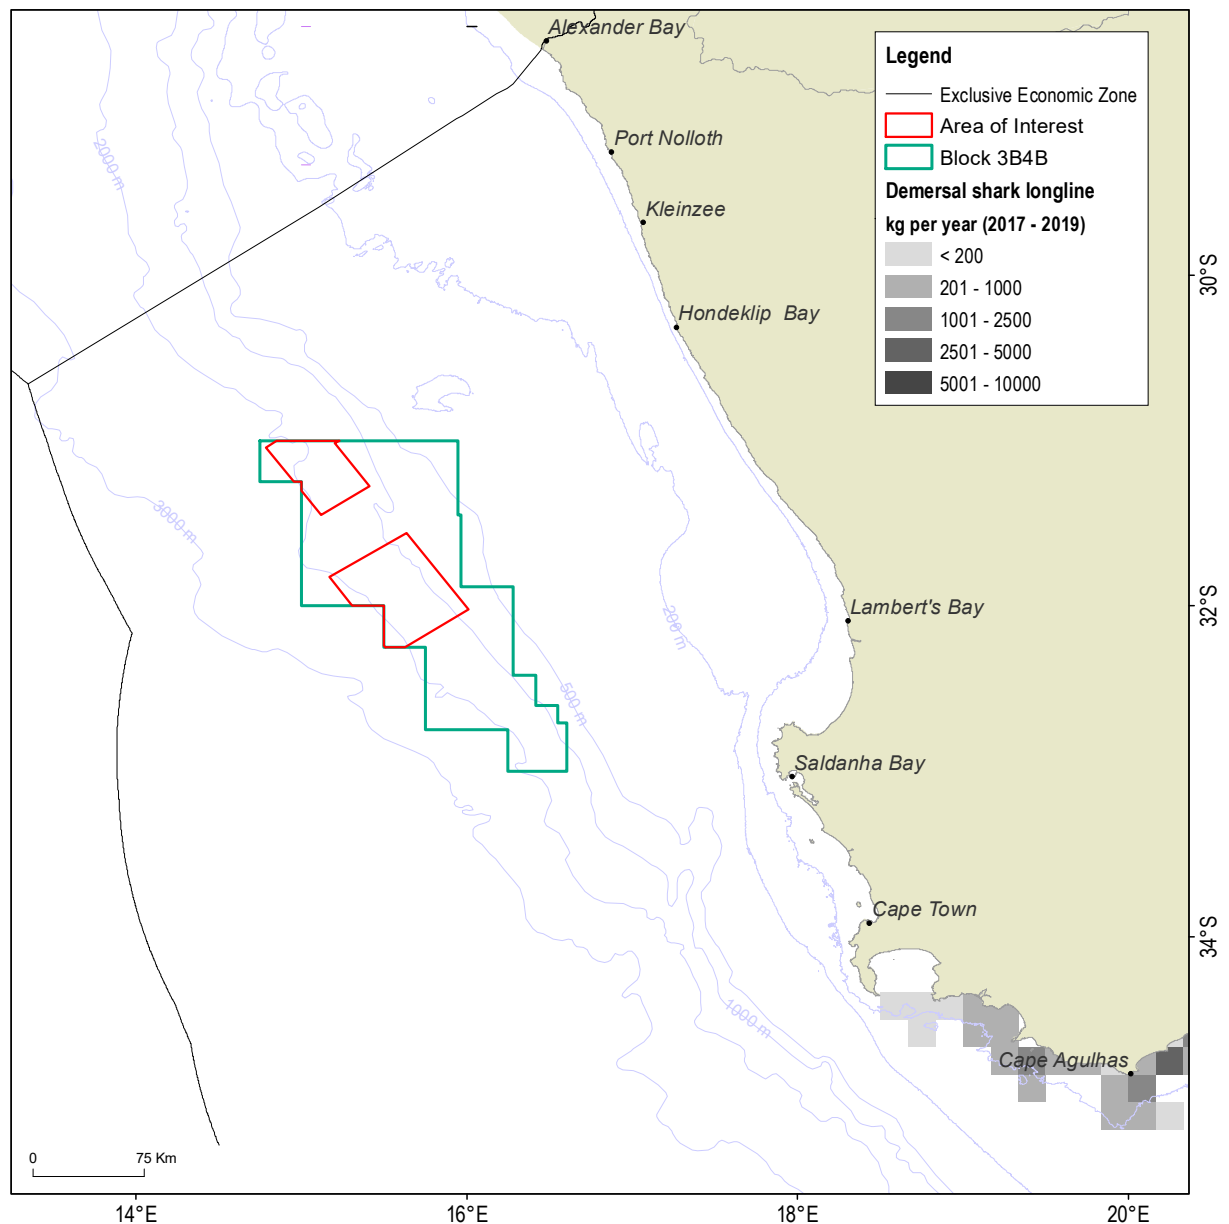 Alexander Bay
Legend
Exclusive Economic Zone
Area of Interest
Block 3B4B
Demersal shark longline
kg per year (2017 - 2019)
< 200
201 - 1000
1001 - 2500
2501 - 5000
5001 - 10000
Port Nolloth
Kleinzee
Hondeklip Bay
2000 m
3000 m
200 m
500 m
1000 m
Lambert's Bay
Saldanha Bay
Cape Town
Cape Agulhas
30°S
32°S
34°S
0 75 Km
14°E 16°E 18°E 20°E